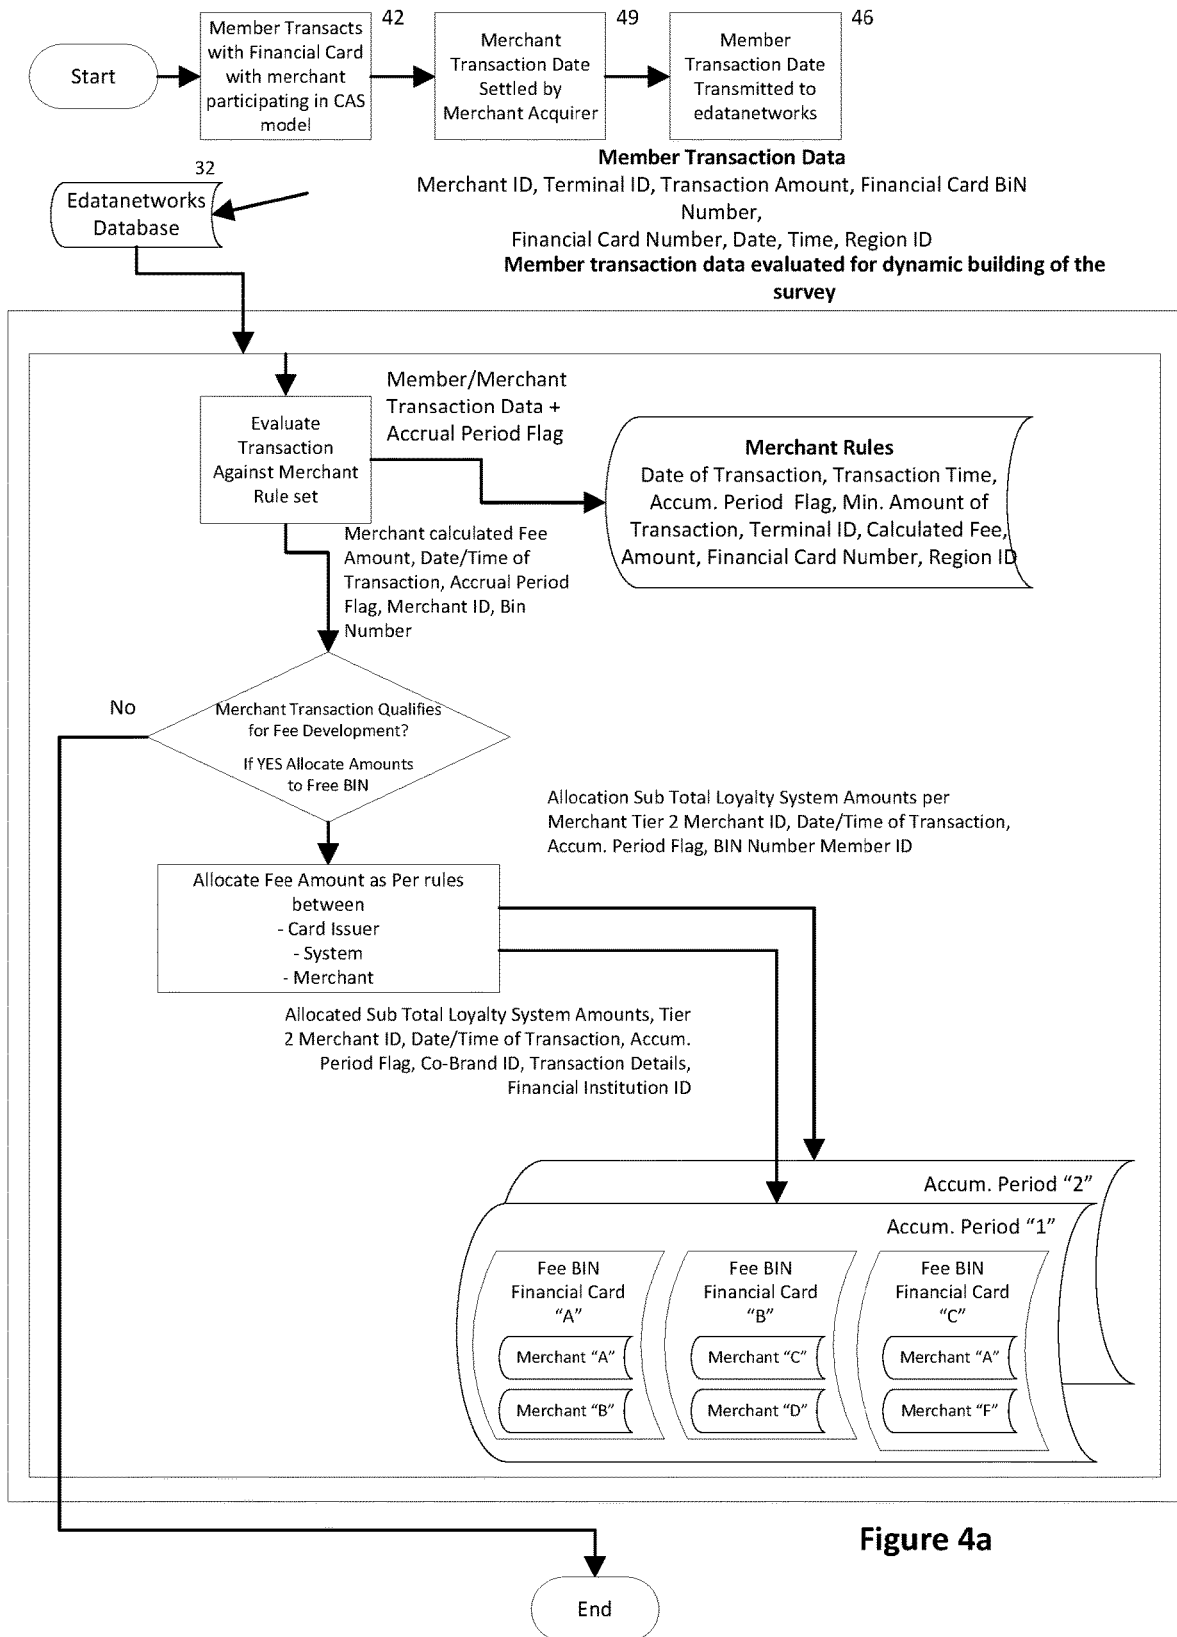 42
49
46
Start
Member Transacts
with Financial Card
with merchant
participating in CAS
model
Merchant
Transaction Date
Settled by
Merchant Acquirer
Member
Transaction Date
Transmitted to
edatanetworks
32
Edatanetworks
Database
Member Transaction Data
Merchant ID, Terminal ID, Transaction Amount, Financial Card BiN
Number,
Financial Card Number, Date, Time, Region ID
Member transaction data evaluated for dynamic building of the
survey
Evaluate
Transaction
Against Merchant
Rule set
Member/Merchant
Transaction Data +
Accrual Period Flag
Merchant Rules
Date of Transaction, Transaction Time,
Accum. Period Flag, Min. Amount of
Transaction, Terminal ID, Calculated Fee,
Amount, Financial Card Number, Region ID
Merchant calculated Fee
Amount, Date/Time of
Transaction, Accrual Period
Flag, Merchant ID, Bin
Number
No
Merchant Transaction Qualifies
for Fee Development?
If YES Allocate Amounts
to Free BIN
Allocation Sub Total Loyalty System Amounts per
Merchant Tier 2 Merchant ID, Date/Time of Transaction,
Accum. Period Flag, BIN Number Member ID
Allocate Fee Amount as Per rules
between
- Card Issuer
- System
- Merchant
Allocated Sub Total Loyalty System Amounts, Tier
2 Merchant ID, Date/Time of Transaction, Accum.
Period Flag, Co-Brand ID, Transaction Details,
Financial Institution ID
Accum. Period “2”
Accum. Period “1”
Fee BIN
Financial Card
“A”
Merchant “A”
Merchant “B”
Fee BIN
Financial Card
“B”
Merchant “C”
Merchant “D”
Fee BIN
Financial Card
“C”
Merchant “A”
Merchant “F”
Figure 4a
End